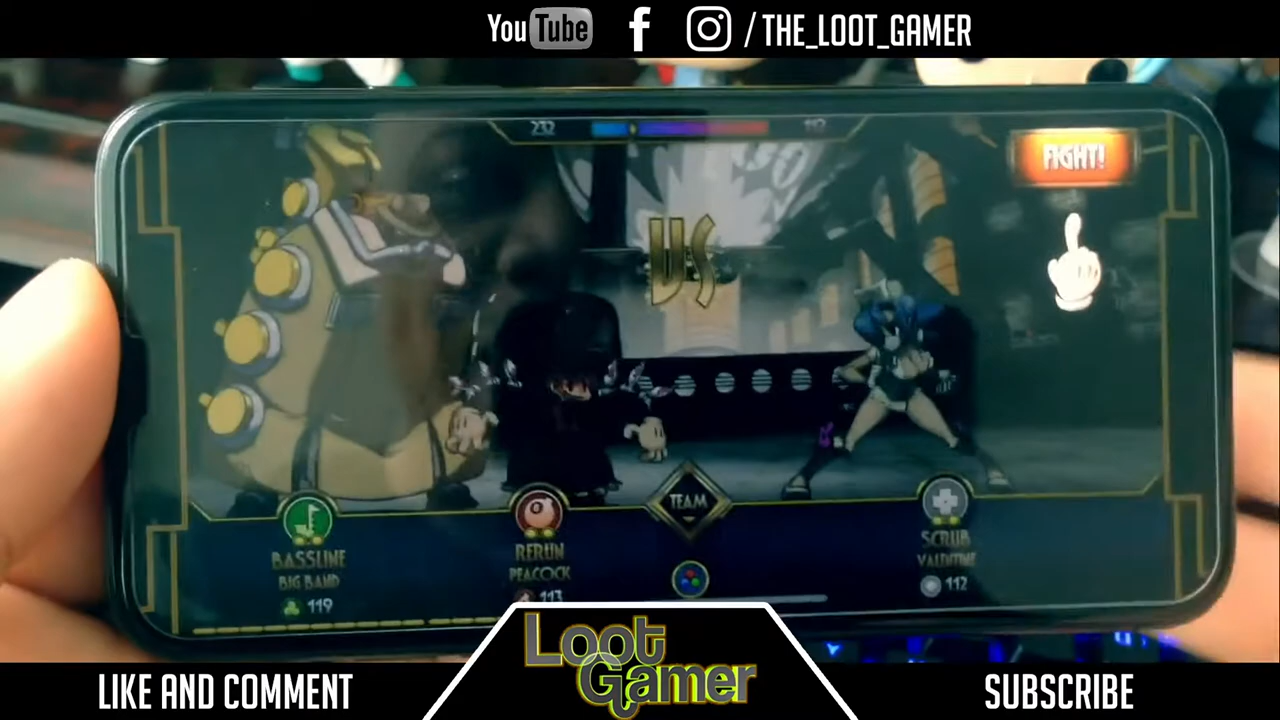 You Tube f / THE_LOOT_GAMER
232 112
FIGHT!
VS
TEAM
BASSLINE
BIG BAND
119
RERUN
PEACOCK
113
SCRUB
VALENTINE
112
LIKE AND COMMENT
Loot
Gamer
SUBSCRIBE